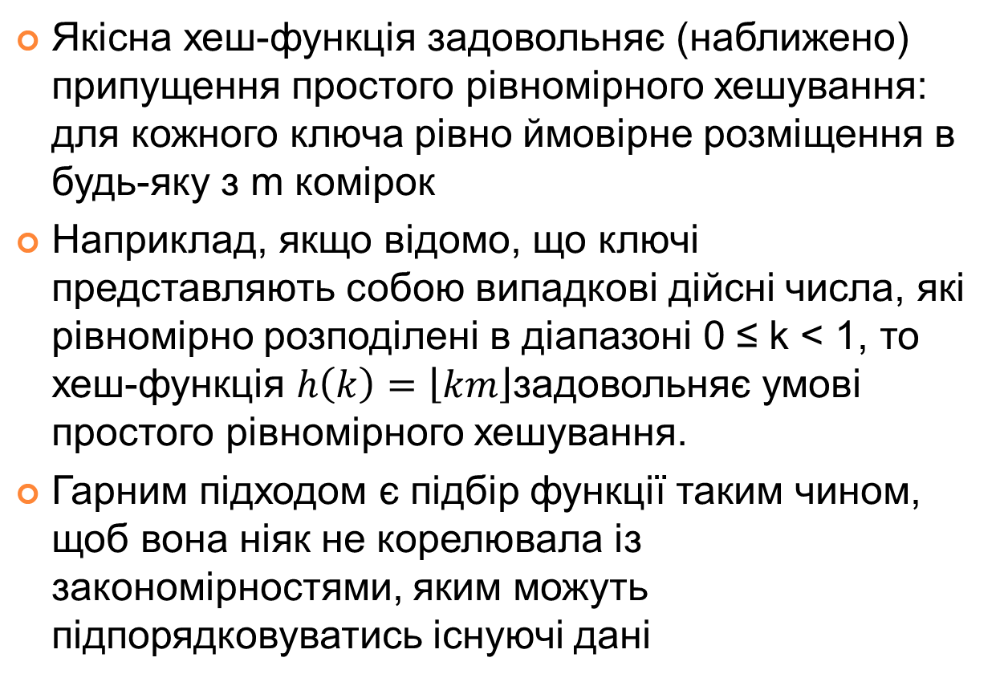 Якісна хеш-функція задовольняє (наближено)
припущення простого рівномірного хешування:
для кожного ключа рівно ймовірне розміщення в
будь-яку з m комірок
Наприклад, якщо відомо, що ключі
представляють собою випадкові дійсні числа, які
рівномірно розподілені в діапазоні 0 ≤ k < 1, то
хеш-функція h(k) = ⌊km⌋задовольняє умові
простого рівномірного хешування.
Гарним підходом є підбір функції таким чином,
щоб вона ніяк не корелювала із
закономірностями, яким можуть
підпорядковуватись існуючі дані